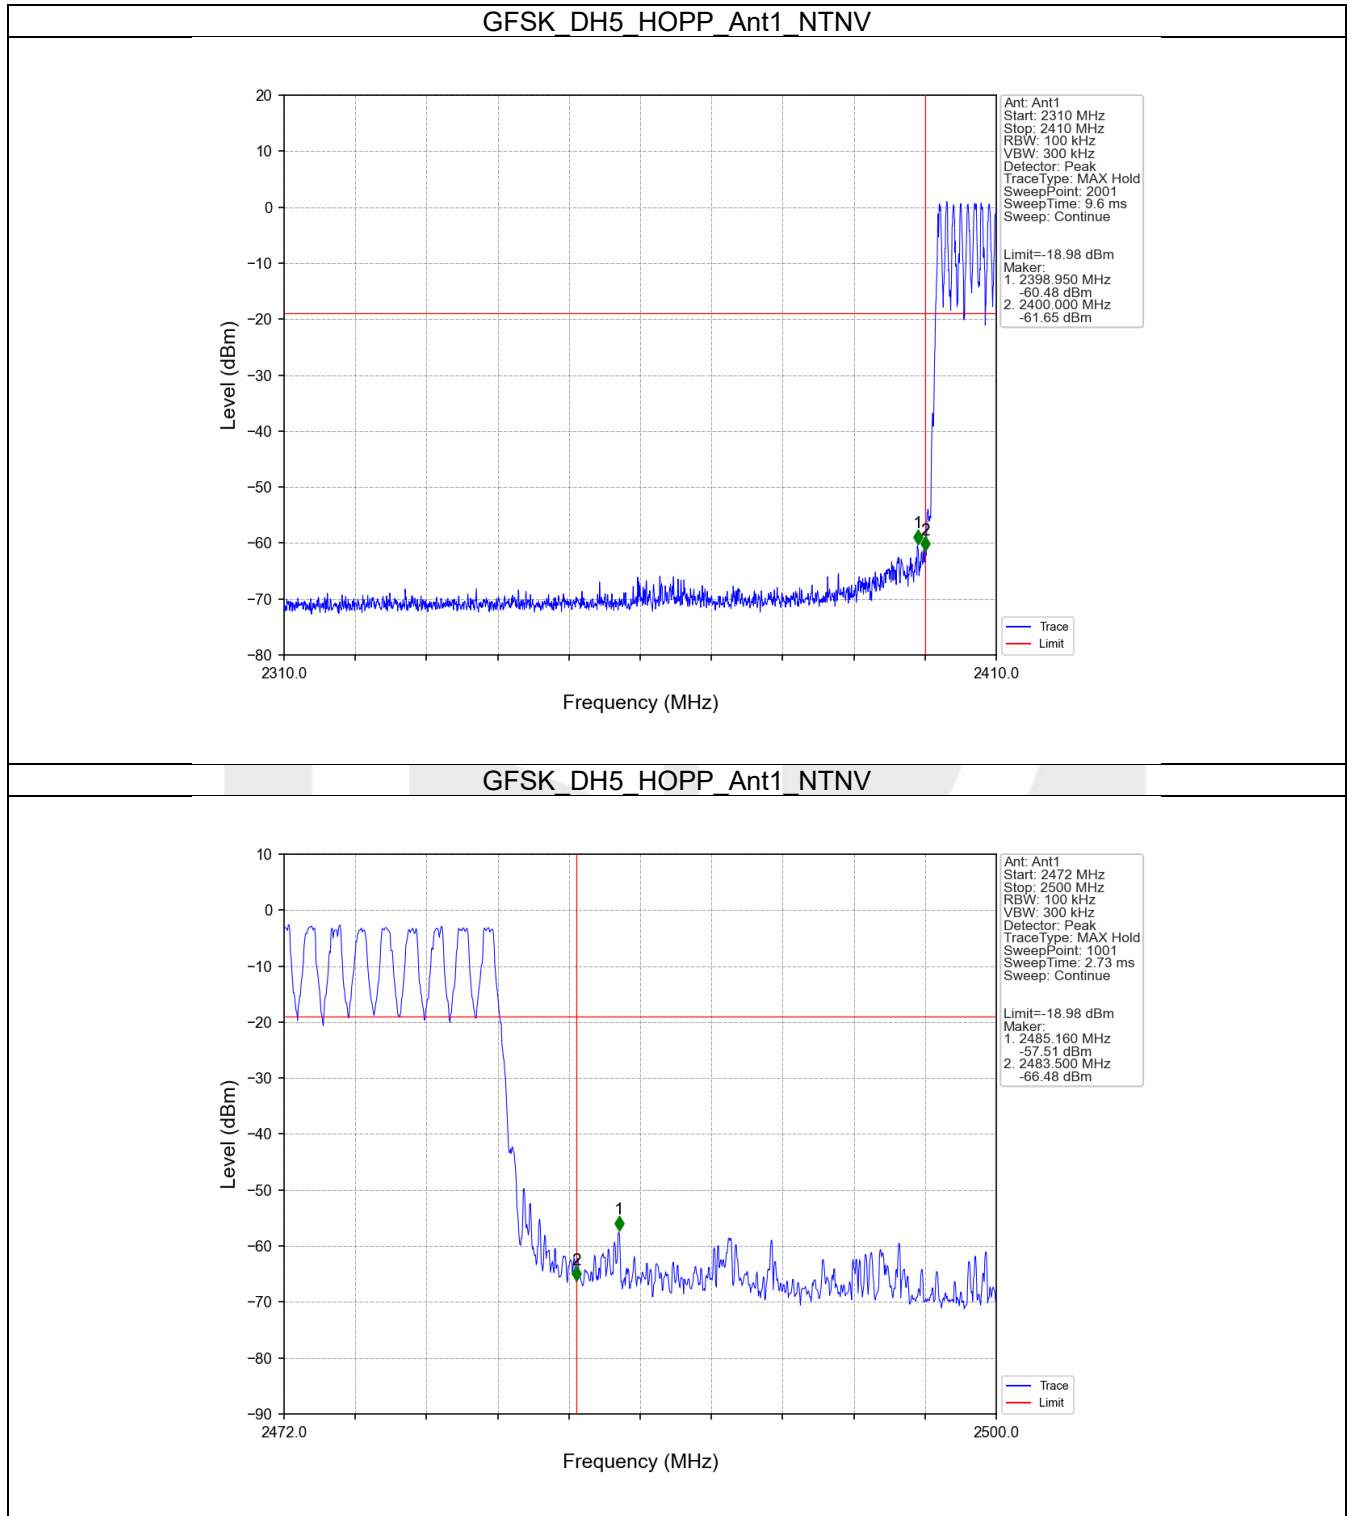 GFSK_DH5_HOPP_Ant1_NTNV
20
10
0
−10
−20
−30
−40
−50
−60
−70
−80
Level (dBm)
2310.0
2410.0
Frequency (MHz)
1
2
Ant: Ant1
Start: 2310 MHz
Stop: 2410 MHz
RBW: 100 kHz
VBW: 300 kHz
Detector: Peak
TraceType: MAX Hold
SweepPoint: 2001
SweepTime: 9.6 ms
Sweep: Continue
Limit=-18.98 dBm
Maker:
1. 2398.950 MHz
-60.48 dBm
2. 2400.000 MHz
-61.65 dBm
Trace
Limit
GFSK_DH5_HOPP_Ant1_NTNV
10
0
−10
−20
−30
−40
−50
−60
−70
−80
−90
Level (dBm)
2472.0
2500.0
Frequency (MHz)
1
2
Ant: Ant1
Start: 2472 MHz
Stop: 2500 MHz
RBW: 100 kHz
VBW: 300 kHz
Detector: Peak
TraceType: MAX Hold
SweepPoint: 1001
SweepTime: 2.73 ms
Sweep: Continue
Limit=-18.98 dBm
Maker:
1. 2485.160 MHz
-57.51 dBm
2. 2483.500 MHz
-66.48 dBm
Trace
Limit